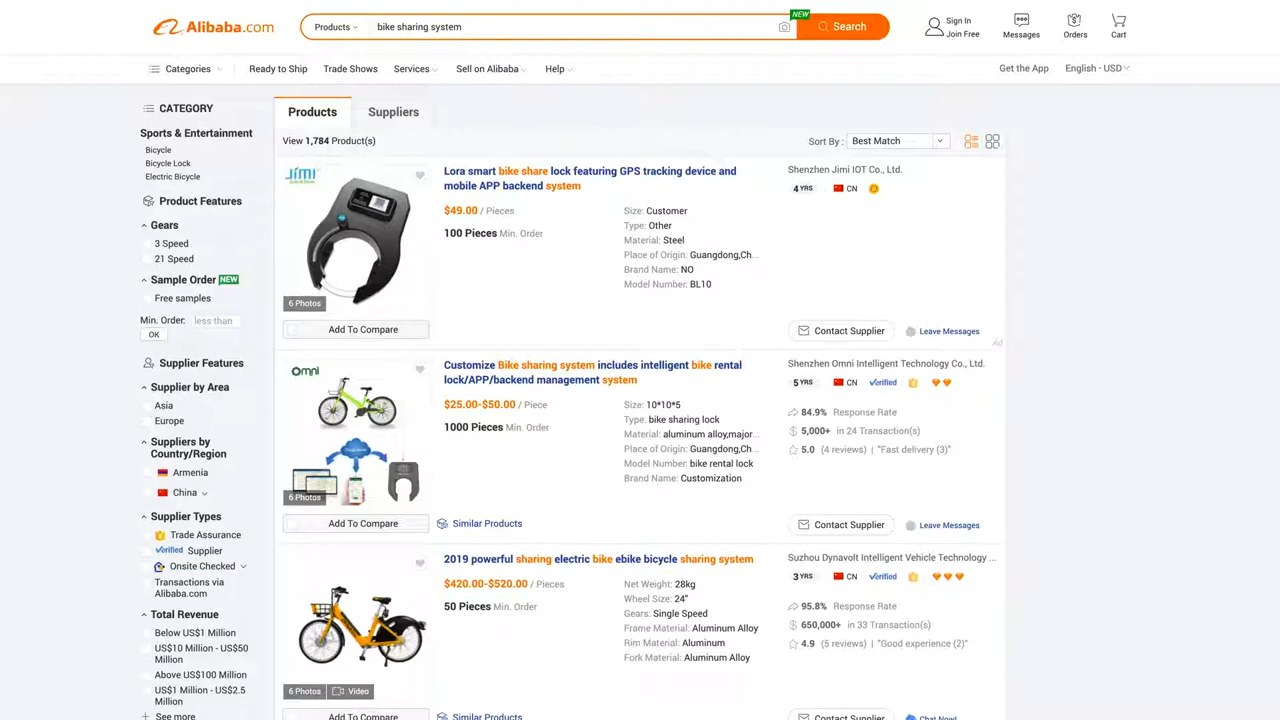 Alibaba.com
Products
bike sharing system
NEW
Search
Sign In
Join Free
Messages
Orders
Cart
Categories
Ready to Ship
Trade Shows
Services
Sell on Alibaba
Help
Get the App
English - USD
CATEGORY
Sports & Entertainment
Bicycle
Bicycle Lock
Electric Bicycle
Product Features
Gears
3 Speed
21 Speed
Sample Order NEW
Free samples
Min. Order: less than
OK
Supplier Features
Supplier by Area
Asia
Europe
Suppliers by
Country/Region
Armenia
China
Supplier Types
Trade Assurance
Verified Supplier
Onsite Checked
Transactions via
Alibaba.com
Total Revenue
Below US$1 Million
US$10 Million - US$50
Million
Above US$100 Million
US$1 Million - US$2.5
Million
See more
Products
Suppliers
View 1,784 Product(s)
Sort By : Best Match
JiMi
6 Photos
Add To Compare
Lora smart bike share lock featuring GPS tracking device and
mobile APP backend system
$49.00 / Pieces
100 Pieces Min. Order
Size: Customer
Type: Other
Material: Steel
Place of Origin: Guangdong,Ch...
Brand Name: NO
Model Number: BL10
Shenzhen Jimi IOT Co., Ltd.
4 YRS CN
Contact Supplier
Leave Messages
Ad
Omni
6 Photos
Add To Compare
Customize Bike sharing system includes intelligent bike rental
lock/APP/backend management system
$25.00-$50.00 / Piece
1000 Pieces Min. Order
Similar Products
Size: 10*10*5
Type: bike sharing lock
Material: aluminum alloy,major...
Place of Origin: Guangdong,Ch...
Model Number: bike rental lock
Brand Name: Customization
Shenzhen Omni Intelligent Technology Co., Ltd.
5 YRS CN Verified
84.9% Response Rate
5,000+ in 24 Transaction(s)
5.0 (4 reviews) | "Fast delivery (3)"
Contact Supplier
Leave Messages
6 Photos
Video
Add To Compare
2019 powerful sharing electric bike ebike bicycle sharing system
$420.00-$520.00 / Pieces
50 Pieces Min. Order
Similar Products
Net Weight: 28kg
Wheel Size: 24"
Gears: Single Speed
Frame Material: Aluminum Alloy
Rim Material: Aluminum
Fork Material: Aluminum Alloy
Suzhou Dynavolt Intelligent Vehicle Technology ...
3 YRS CN Verified
95.8% Response Rate
650,000+ in 33 Transaction(s)
4.9 (5 reviews) | "Good experience (2)"
Contact Supplier
Chat Now!